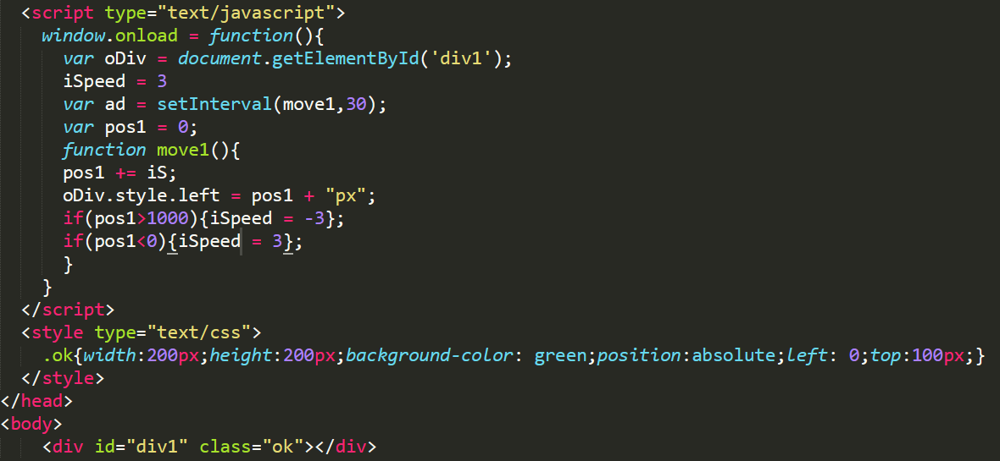 <script type="text/javascript">
window.onload = function(){
var oDiv = document.getElementById('div1');
iSpeed = 3
var ad = setInterval(move1,30);
var pos1 = 0;
function move1(){
pos1 += iS;
oDiv.style.left = pos1 + "px";
if(pos1>1000){iSpeed = -3};
if(pos1<0){iSpeed = 3};
}
}
</script>
<style type="text/css">
.ok{width:200px;height:200px;background-color: green;position:absolute;left: 0;top:100px;}
</style>
</head>
<body>
<div id="div1" class="ok"></div>